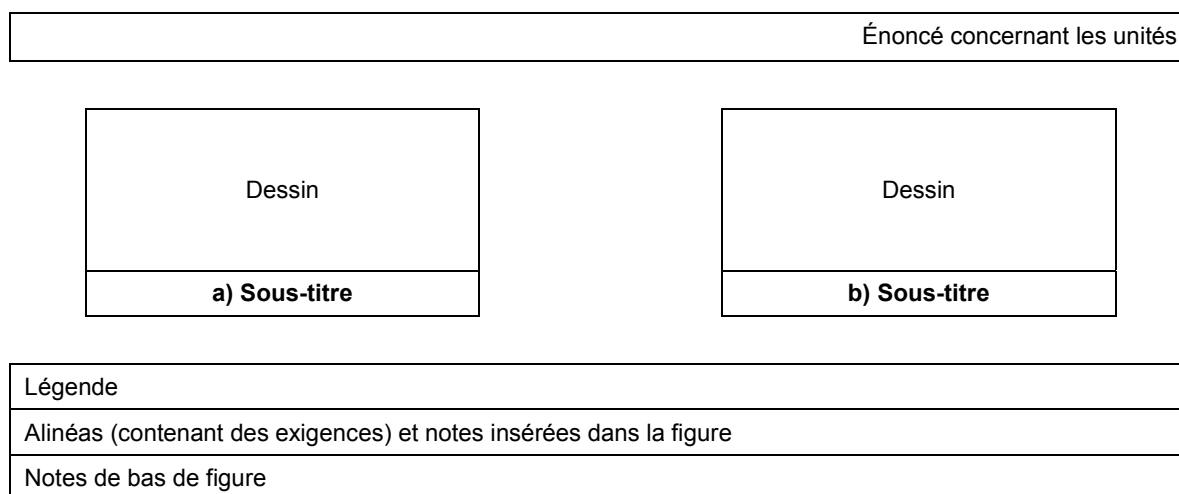 Énoncé concernant les unités
Dessin
Dessin
a) Sous-titre
b) Sous-titre
Légende
Alinéas (contenant des exigences) et notes insérées dans la figure
Notes de bas de figure